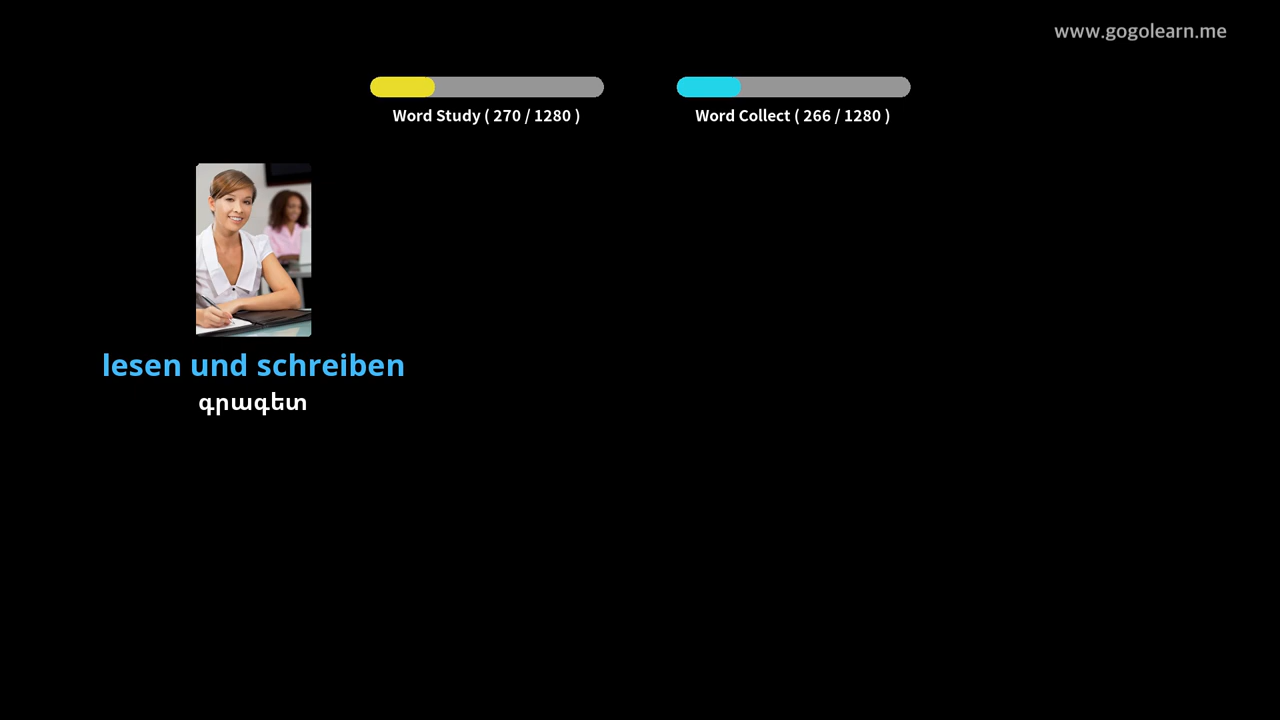 www.gogolearn.me
Word Study ( 270 / 1280 )
Word Collect ( 266 / 1280 )
lesen und schreiben
գրագետ